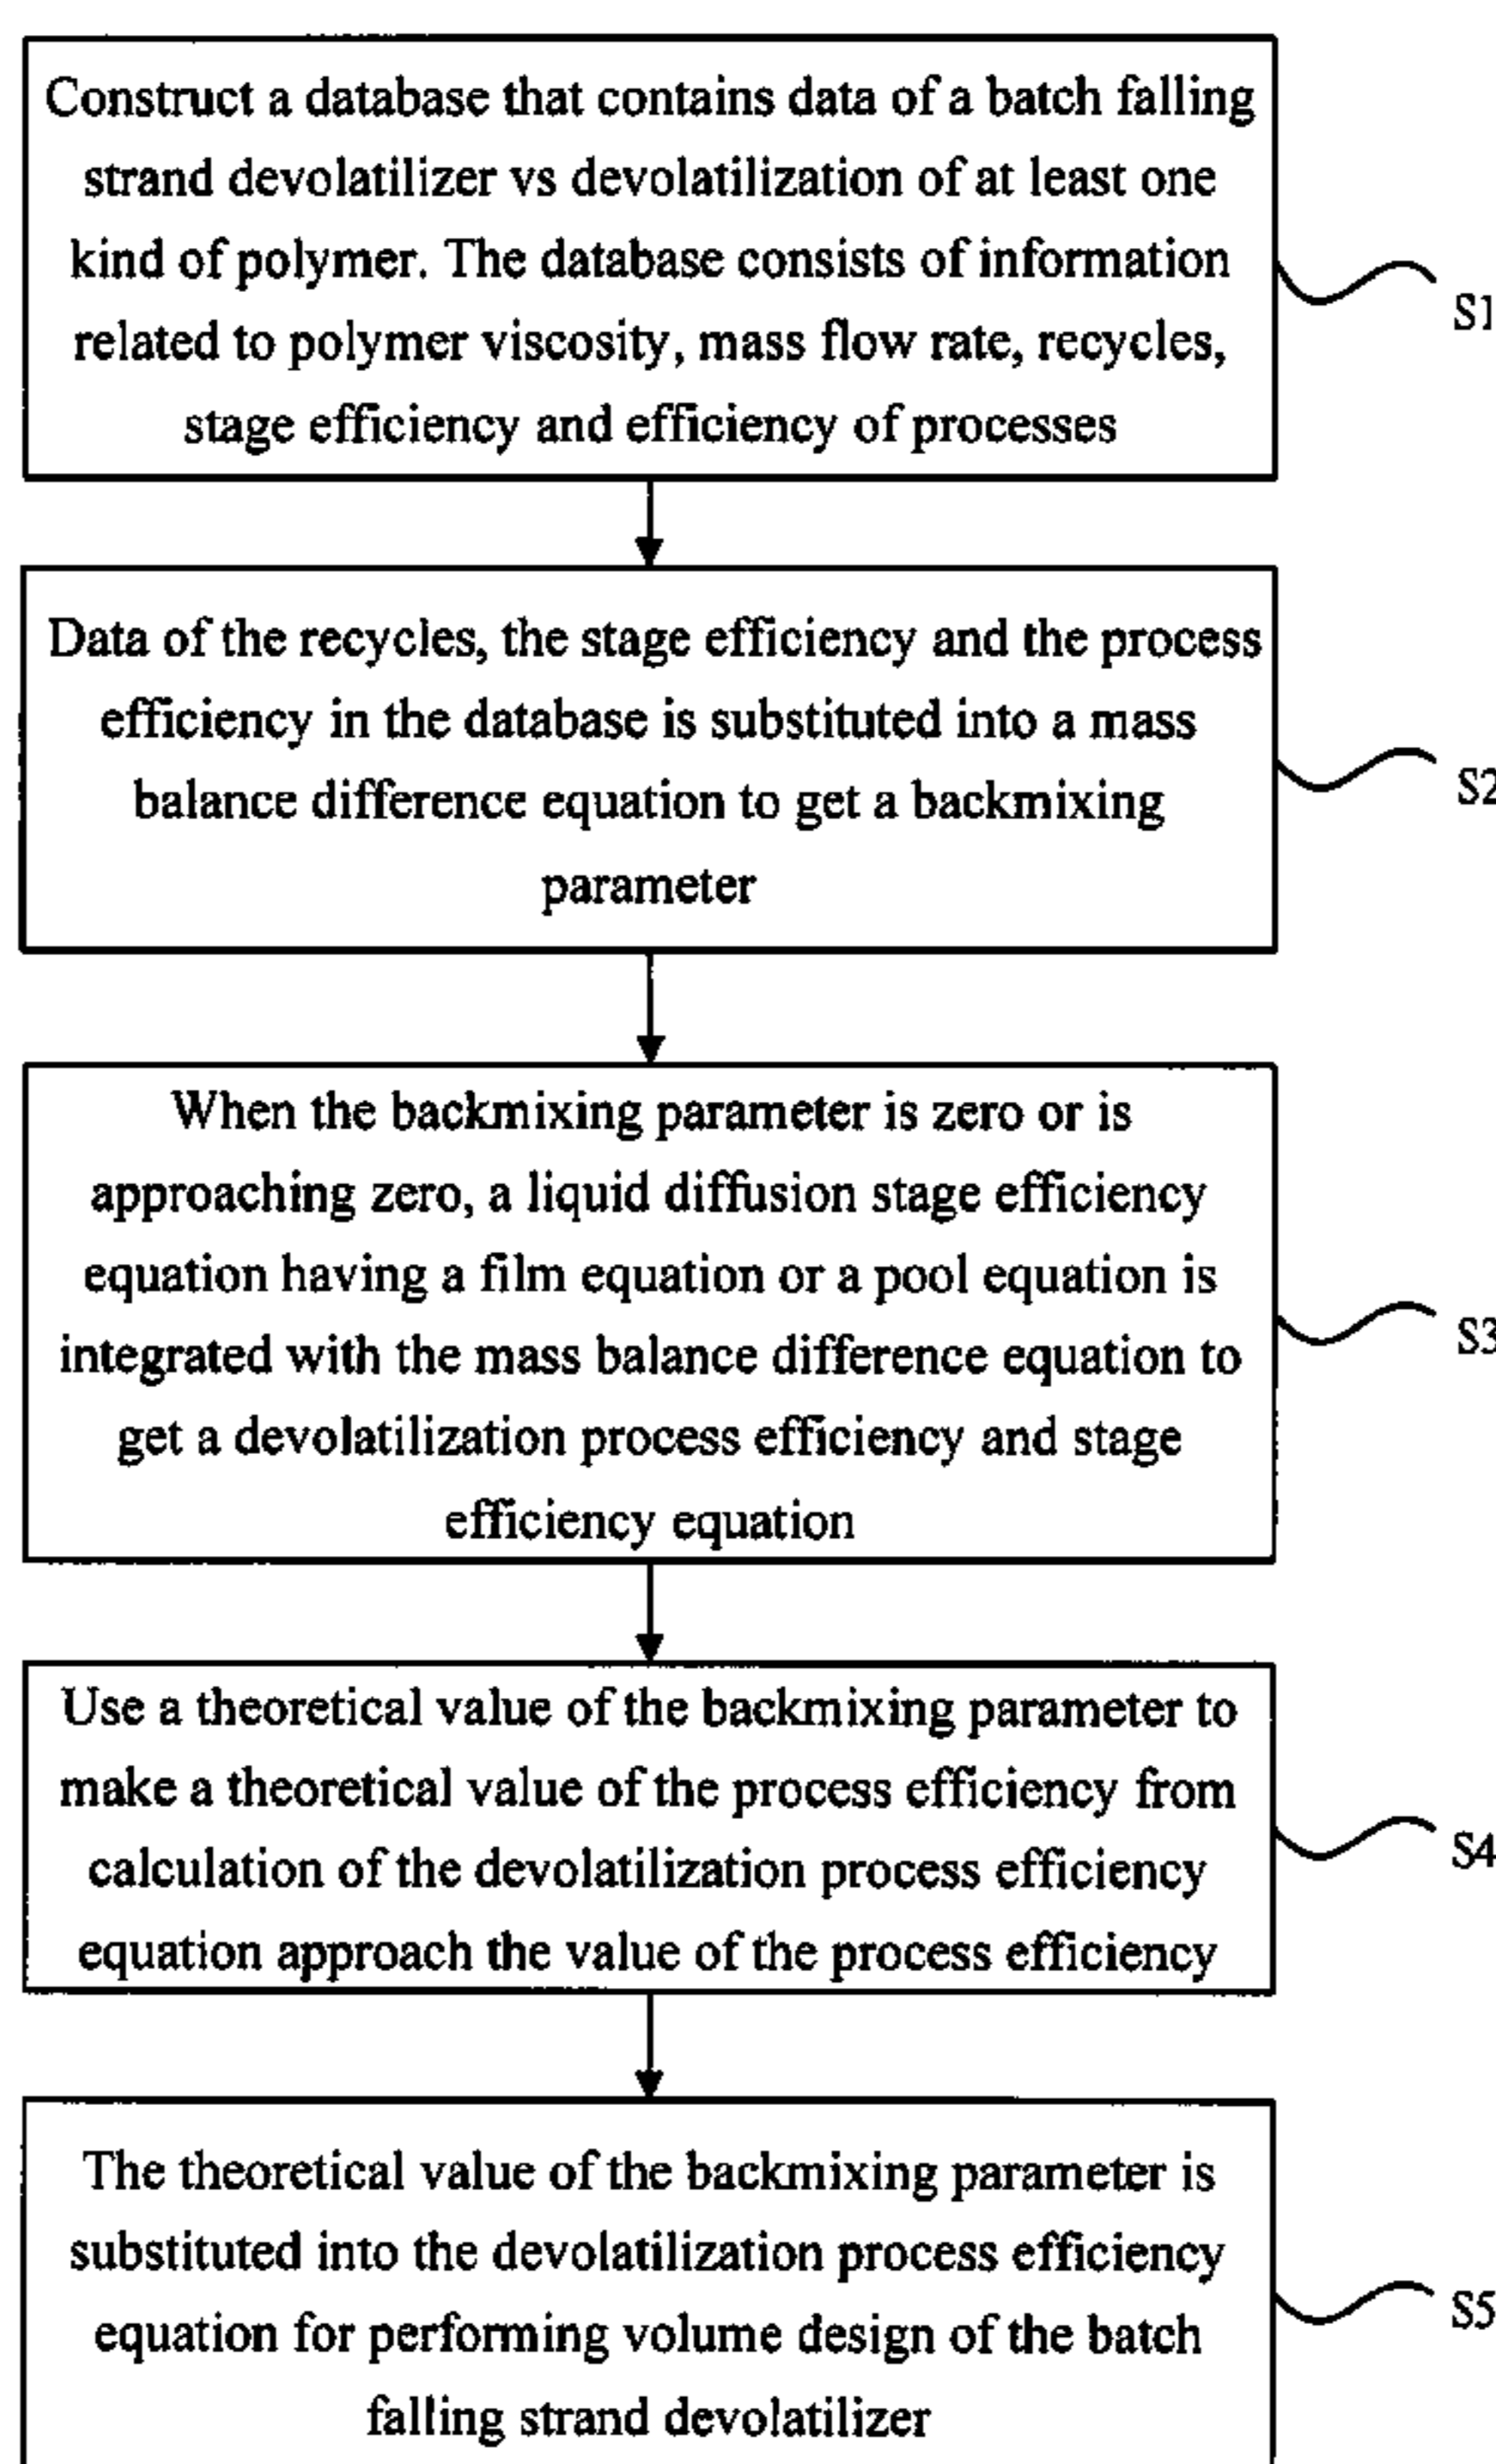 Construct a database that contains data of a batch falling
strand devolatilizer vs devolatilization of at least one
kind of polymer. The database consists of information
related to polymer viscosity, mass flow rate, recycles,
stage efficiency and efficiency of processes
S1
Data of the recycles, the stage efficiency and the process
efficiency in the database is substituted into a mass
balance difference equation to get a backmixing
parameter
S2
When the backmixing parameter is zero or is
approaching zero, a liquid diffusion stage efficiency
equation having a film equation or a pool equation is
integrated with the mass balance difference equation to
get a devolatilization process efficiency and stage
efficiency equation
S3
Use a theoretical value of the backmixing parameter to
make a theoretical value of the process efficiency from
calculation of the devolatilization process efficiency
equation approach the value of the process efficiency
S4
The theoretical value of the backmixing parameter is
substituted into the devolatilization process efficiency
equation for performing volume design of the batch
falling strand devolatilizer
S5